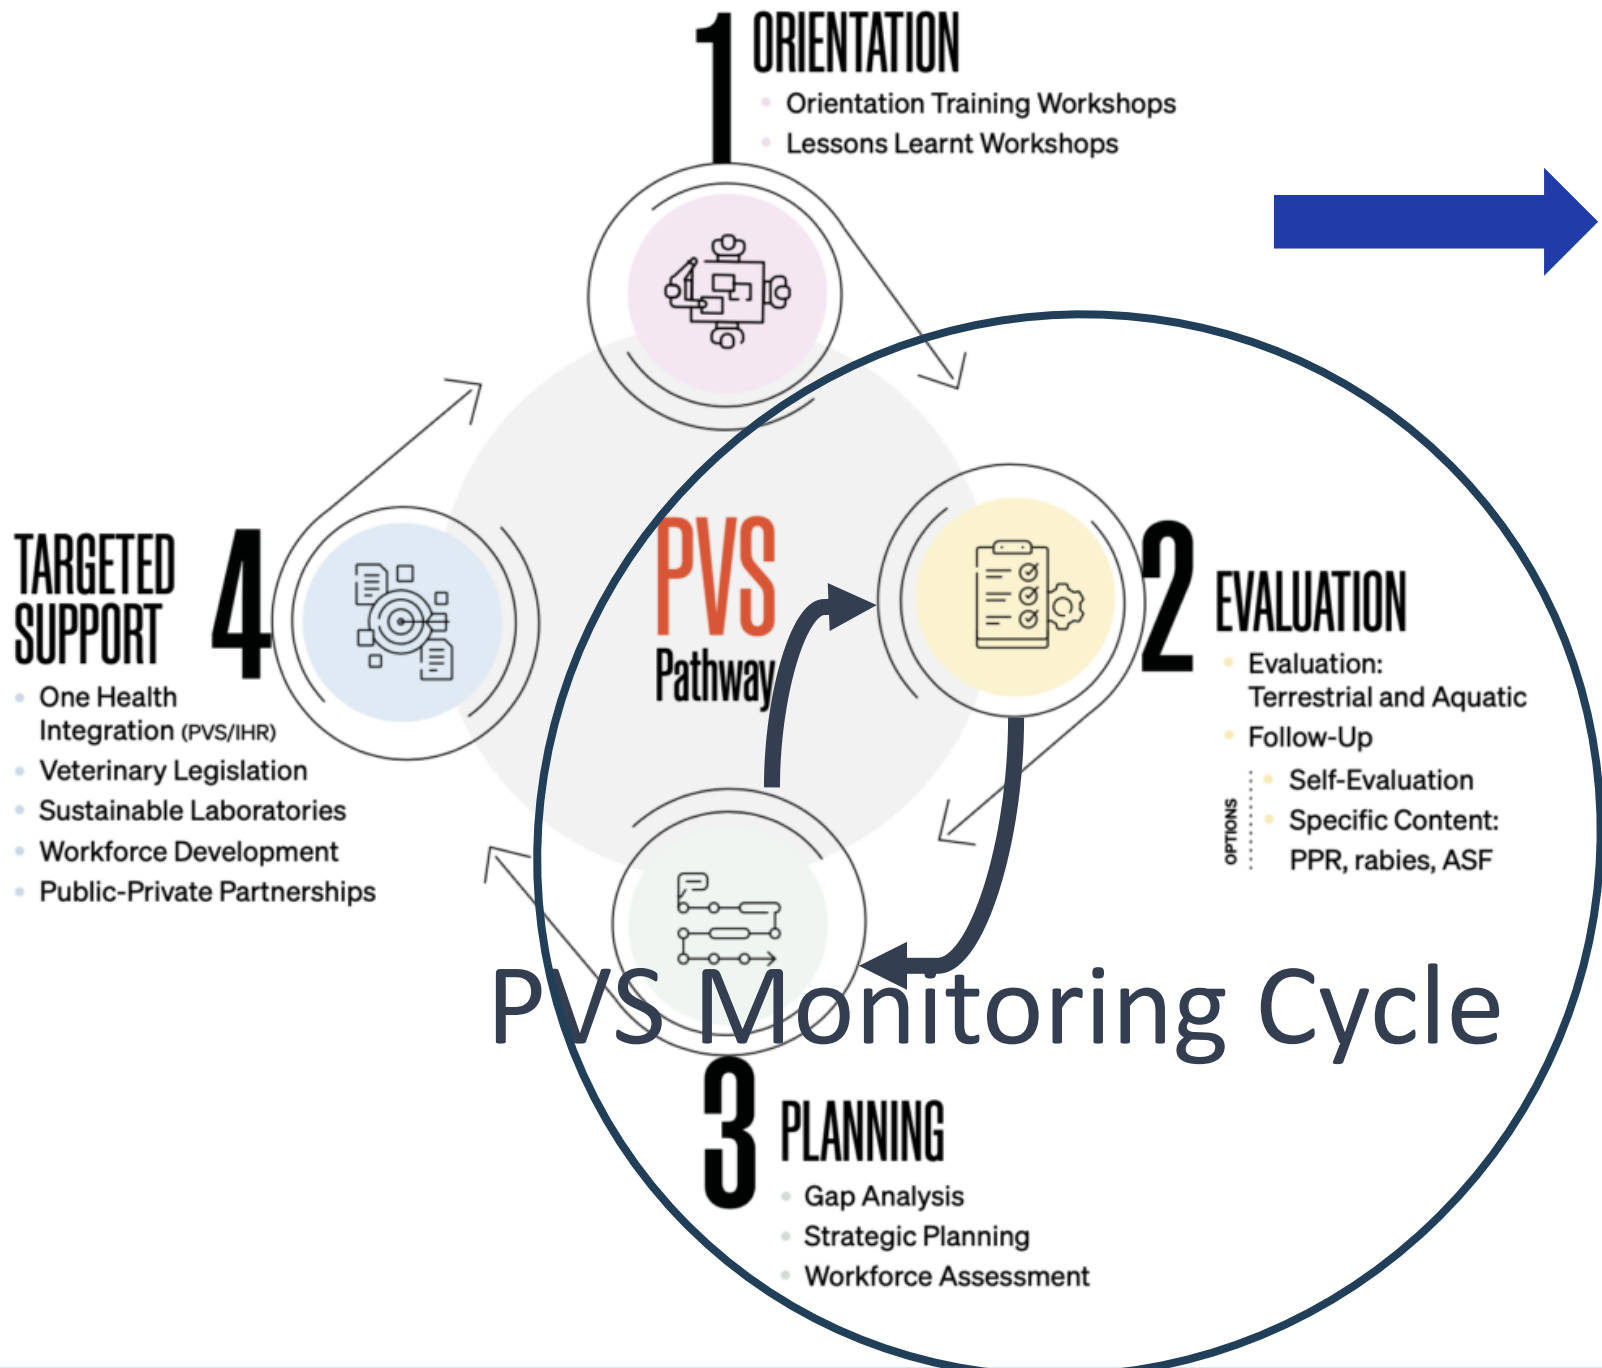 1 ORIENTATION
Orientation Training Workshops
Lessons Learnt Workshops
PVS
Pathway
2 EVALUATION
Evaluation:
Terrestrial and Aquatic
Follow-Up
OPTIONS
Self-Evaluation
Specific Content:
PPR, rabies, ASF
PVS Monitoring Cycle
3 PLANNING
Gap Analysis
Strategic Planning
Workforce Assessment
TARGETED
SUPPORT
4
One Health
Integration (PVS/IHR)
Veterinary Legislation
Sustainable Laboratories
Workforce Development
Public-Private Partnerships